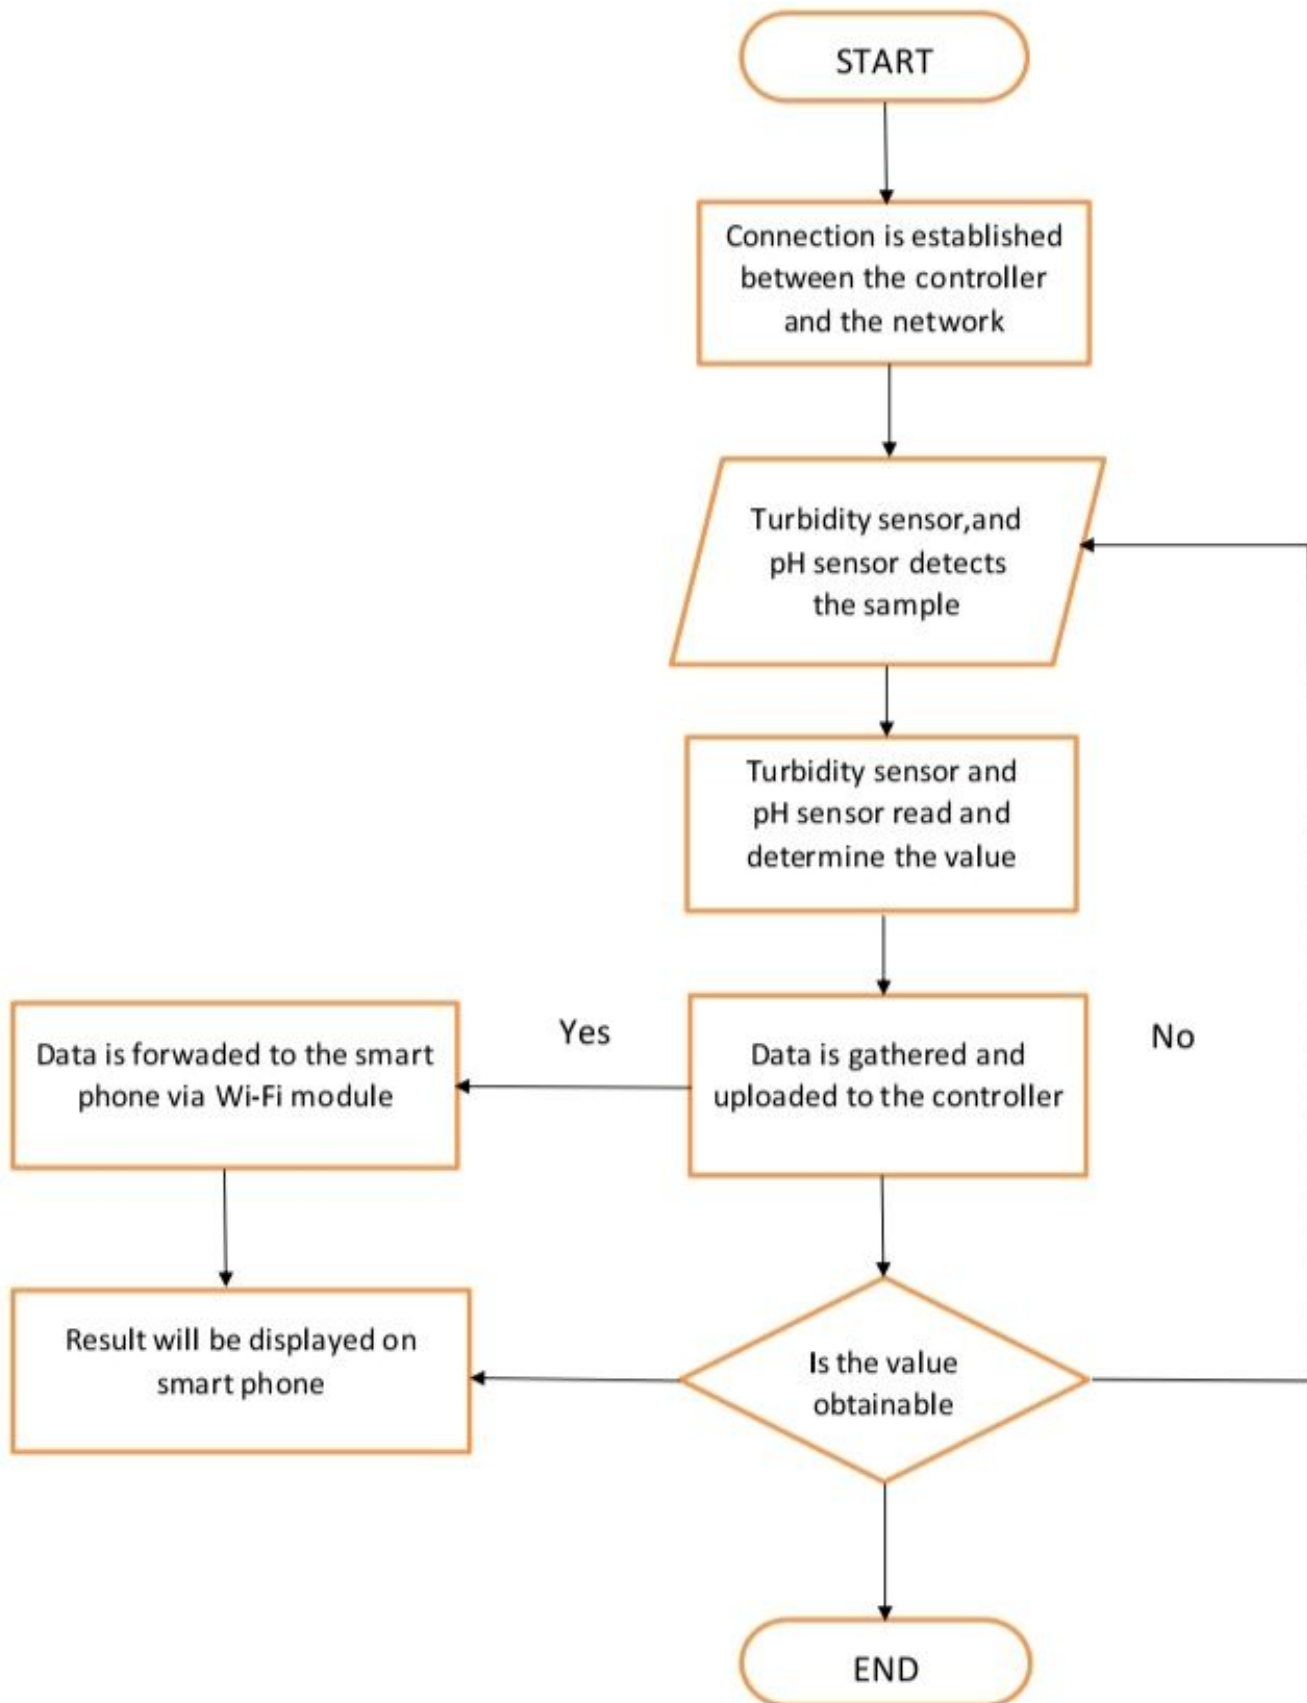 START
Connection is established
between the controller
and the network
Turbidity sensor,and
pH sensor detects
the sample
Turbidity sensor and
pH sensor read and
determine the value
Yes
No
Data is forwaded to the smart
phone via Wi-Fi module
Data is gathered and
uploaded to the controller
Result will be displayed on
smart phone
Is the value
obtainable
END